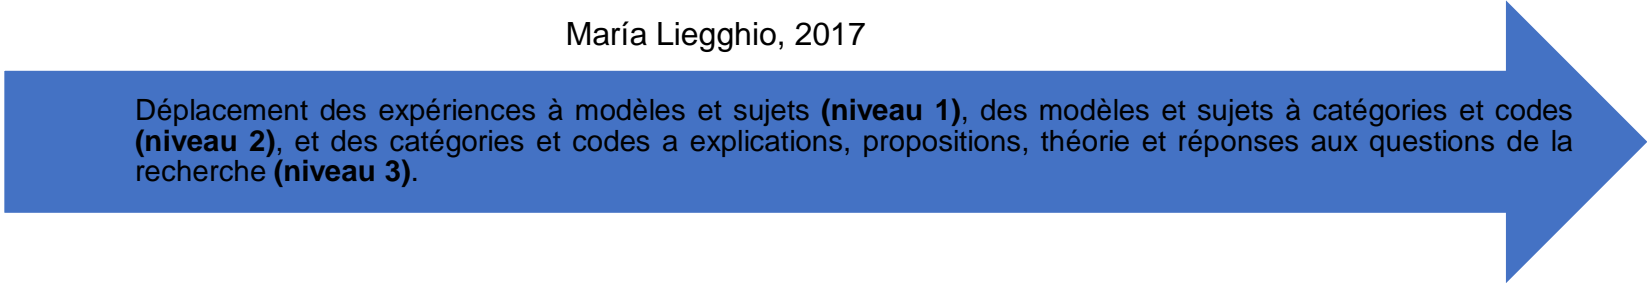 María Liegghio, 2017
Déplacement des expériences à modèles et sujets (niveau 1), des modèles et sujets à catégories et codes
(niveau 2), et des catégories et codes a explications, propositions, théorie et réponses aux questions de la
recherche (niveau 3).